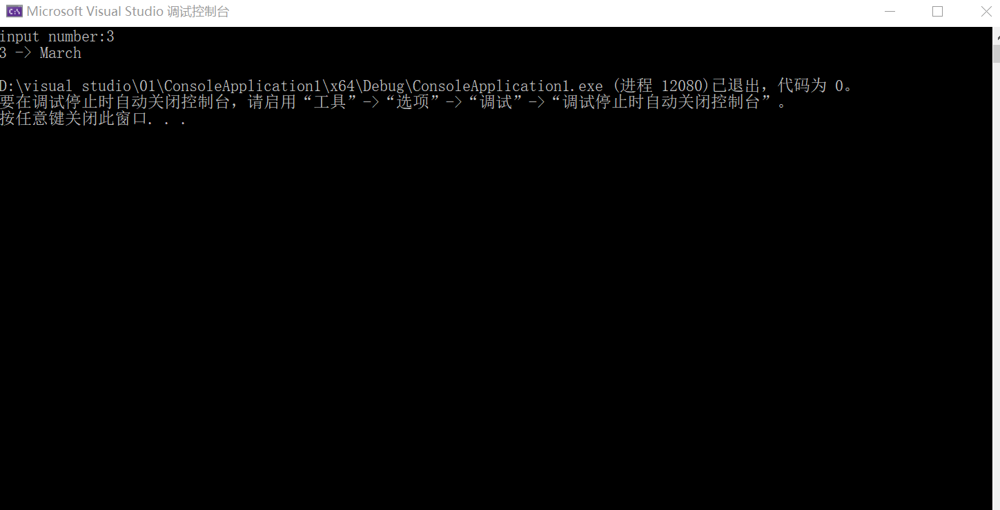 Microsoft Visual Studio 调试控制台
input number:3
3 -> March
D:\visual studio\01\ConsoleApplication1\x64\Debug\ConsoleApplication1.exe (进程 12080)已退出，代码为 0。
要在调试停止时自动关闭控制台，请启用“工具”->“选项”->“调试”->“调试停止时自动关闭控制台”。
按任意键关闭此窗口. . .